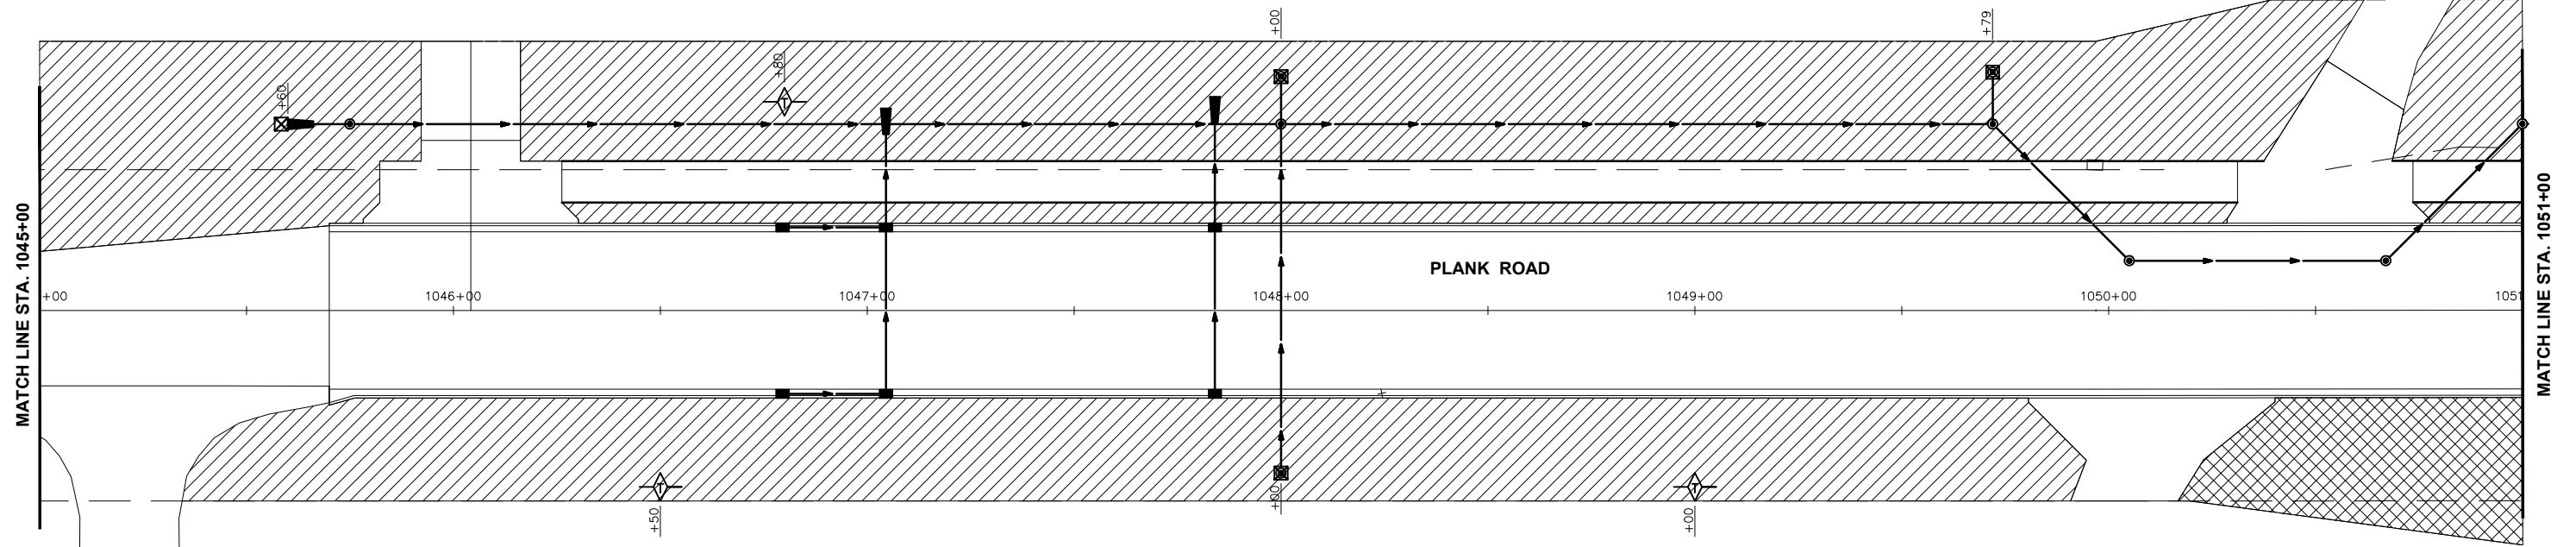 +00
+79
+80
+60
T
MATCH LINE STA. 1045+00
MATCH LINE STA. 1051+00
PLANK ROAD
+00
1046+00
1047+00
1048+00
1049+00
1050+00
1051
T
T
+50
+00
+00